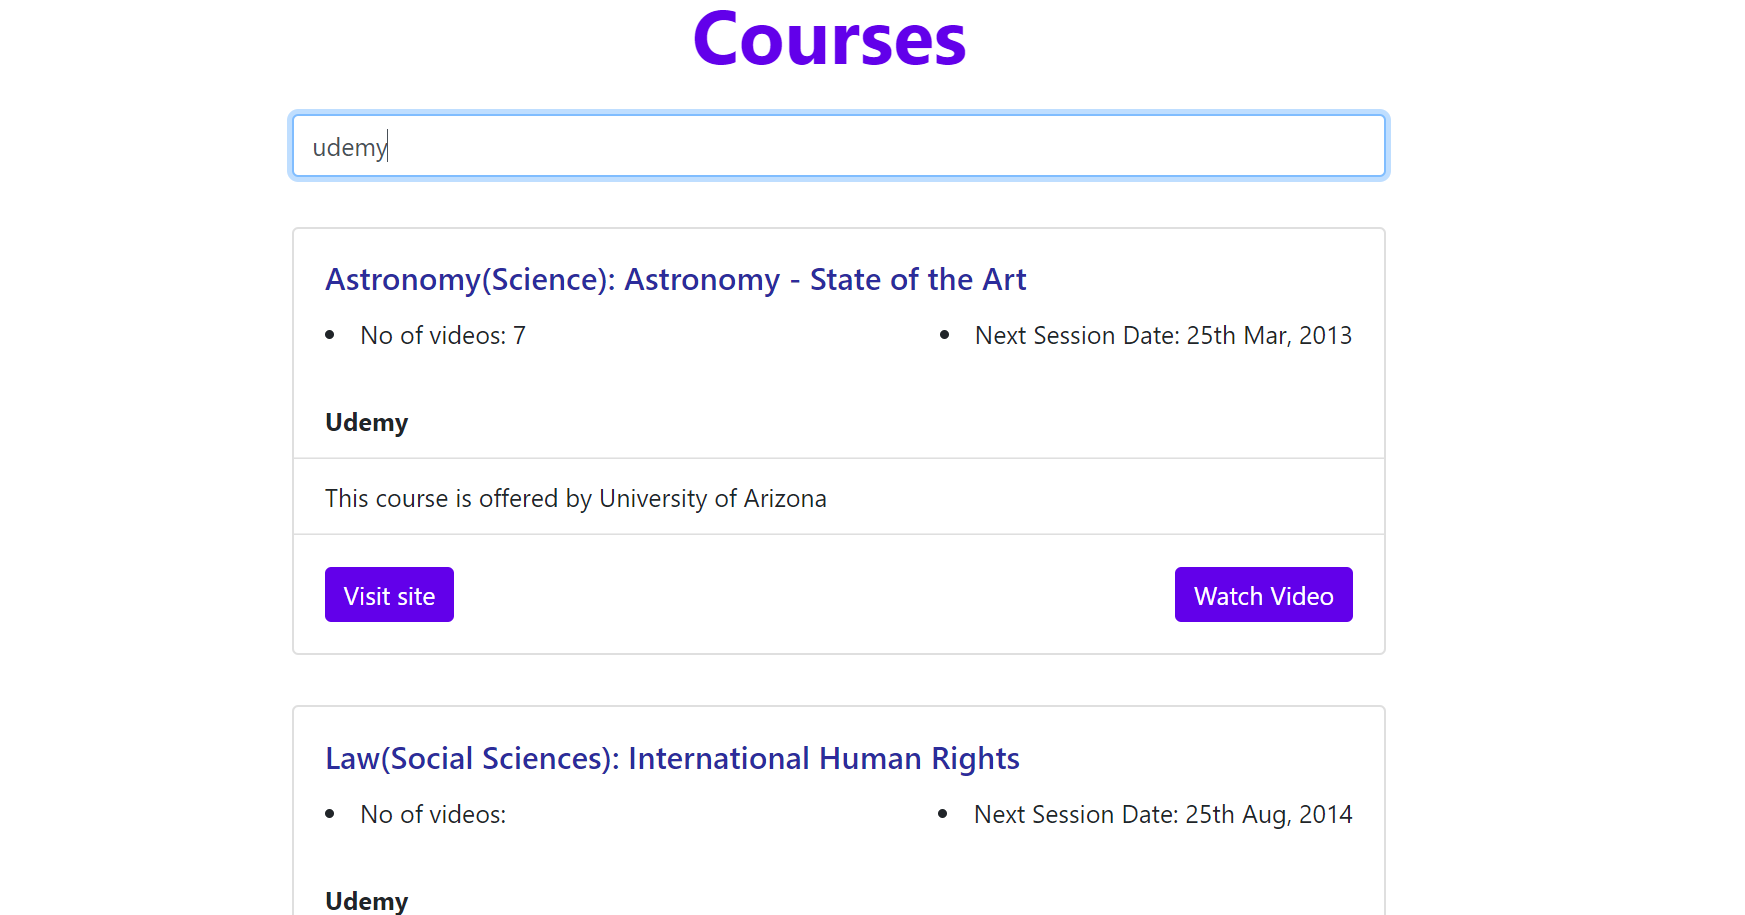 Courses
udemy
Astronomy(Science): Astronomy - State of the Art
• No of videos: 7 • Next Session Date: 25th Mar, 2013
Udemy
This course is offered by University of Arizona
Visit site Watch Video
Law(Social Sciences): International Human Rights
• No of videos: • Next Session Date: 25th Aug, 2014
Udemy